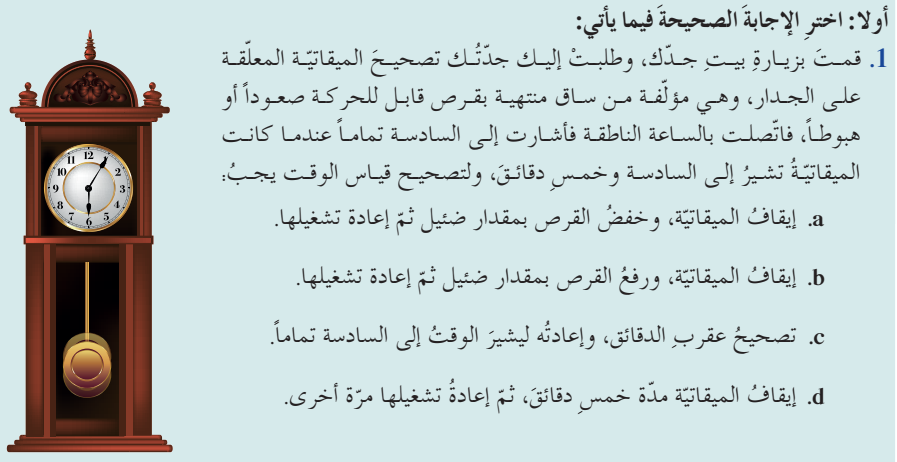 أولا: اخترِ الإجابةَ الصحيحةَ فيما يأتي:
1. قمتَ بزيارةِ بيتِ جدّك، وطلبتْ إليك جدّتُك تصحيحَ الميقاتيّة المعلّقة
على الجدار، وهي مؤلّفة من ساق منتهية بقرص قابل للحركة صعوداً أو
هبوطاً، فاتّصلت بالساعة الناطقة فأشارت إلى السادسة تماماً عندما كانت
الميقاتيّةُ تشيرُ إلى السادسة وخمسِ دقائقَ، ولتصحيح قياس الوقت يجبُ:
a. إيقافُ الميقاتيّة، وخفضُ القرص بمقدار ضئيل ثمّ إعادة تشغيلها.
b. إيقافُ الميقاتيّة، ورفعُ القرص بمقدار ضئيل ثمّ إعادة تشغيلها.
c. تصحيحُ عقربِ الدقائق، وإعادتُه ليشيرَ الوقتُ إلى السادسة تماماً.
d. إيقافُ الميقاتيّة مدّة خمسِ دقائقَ، ثمّ إعادةُ تشغيلها مرّة أخرى.
12
1
2
3
4
5
6
7
8
9
10
11